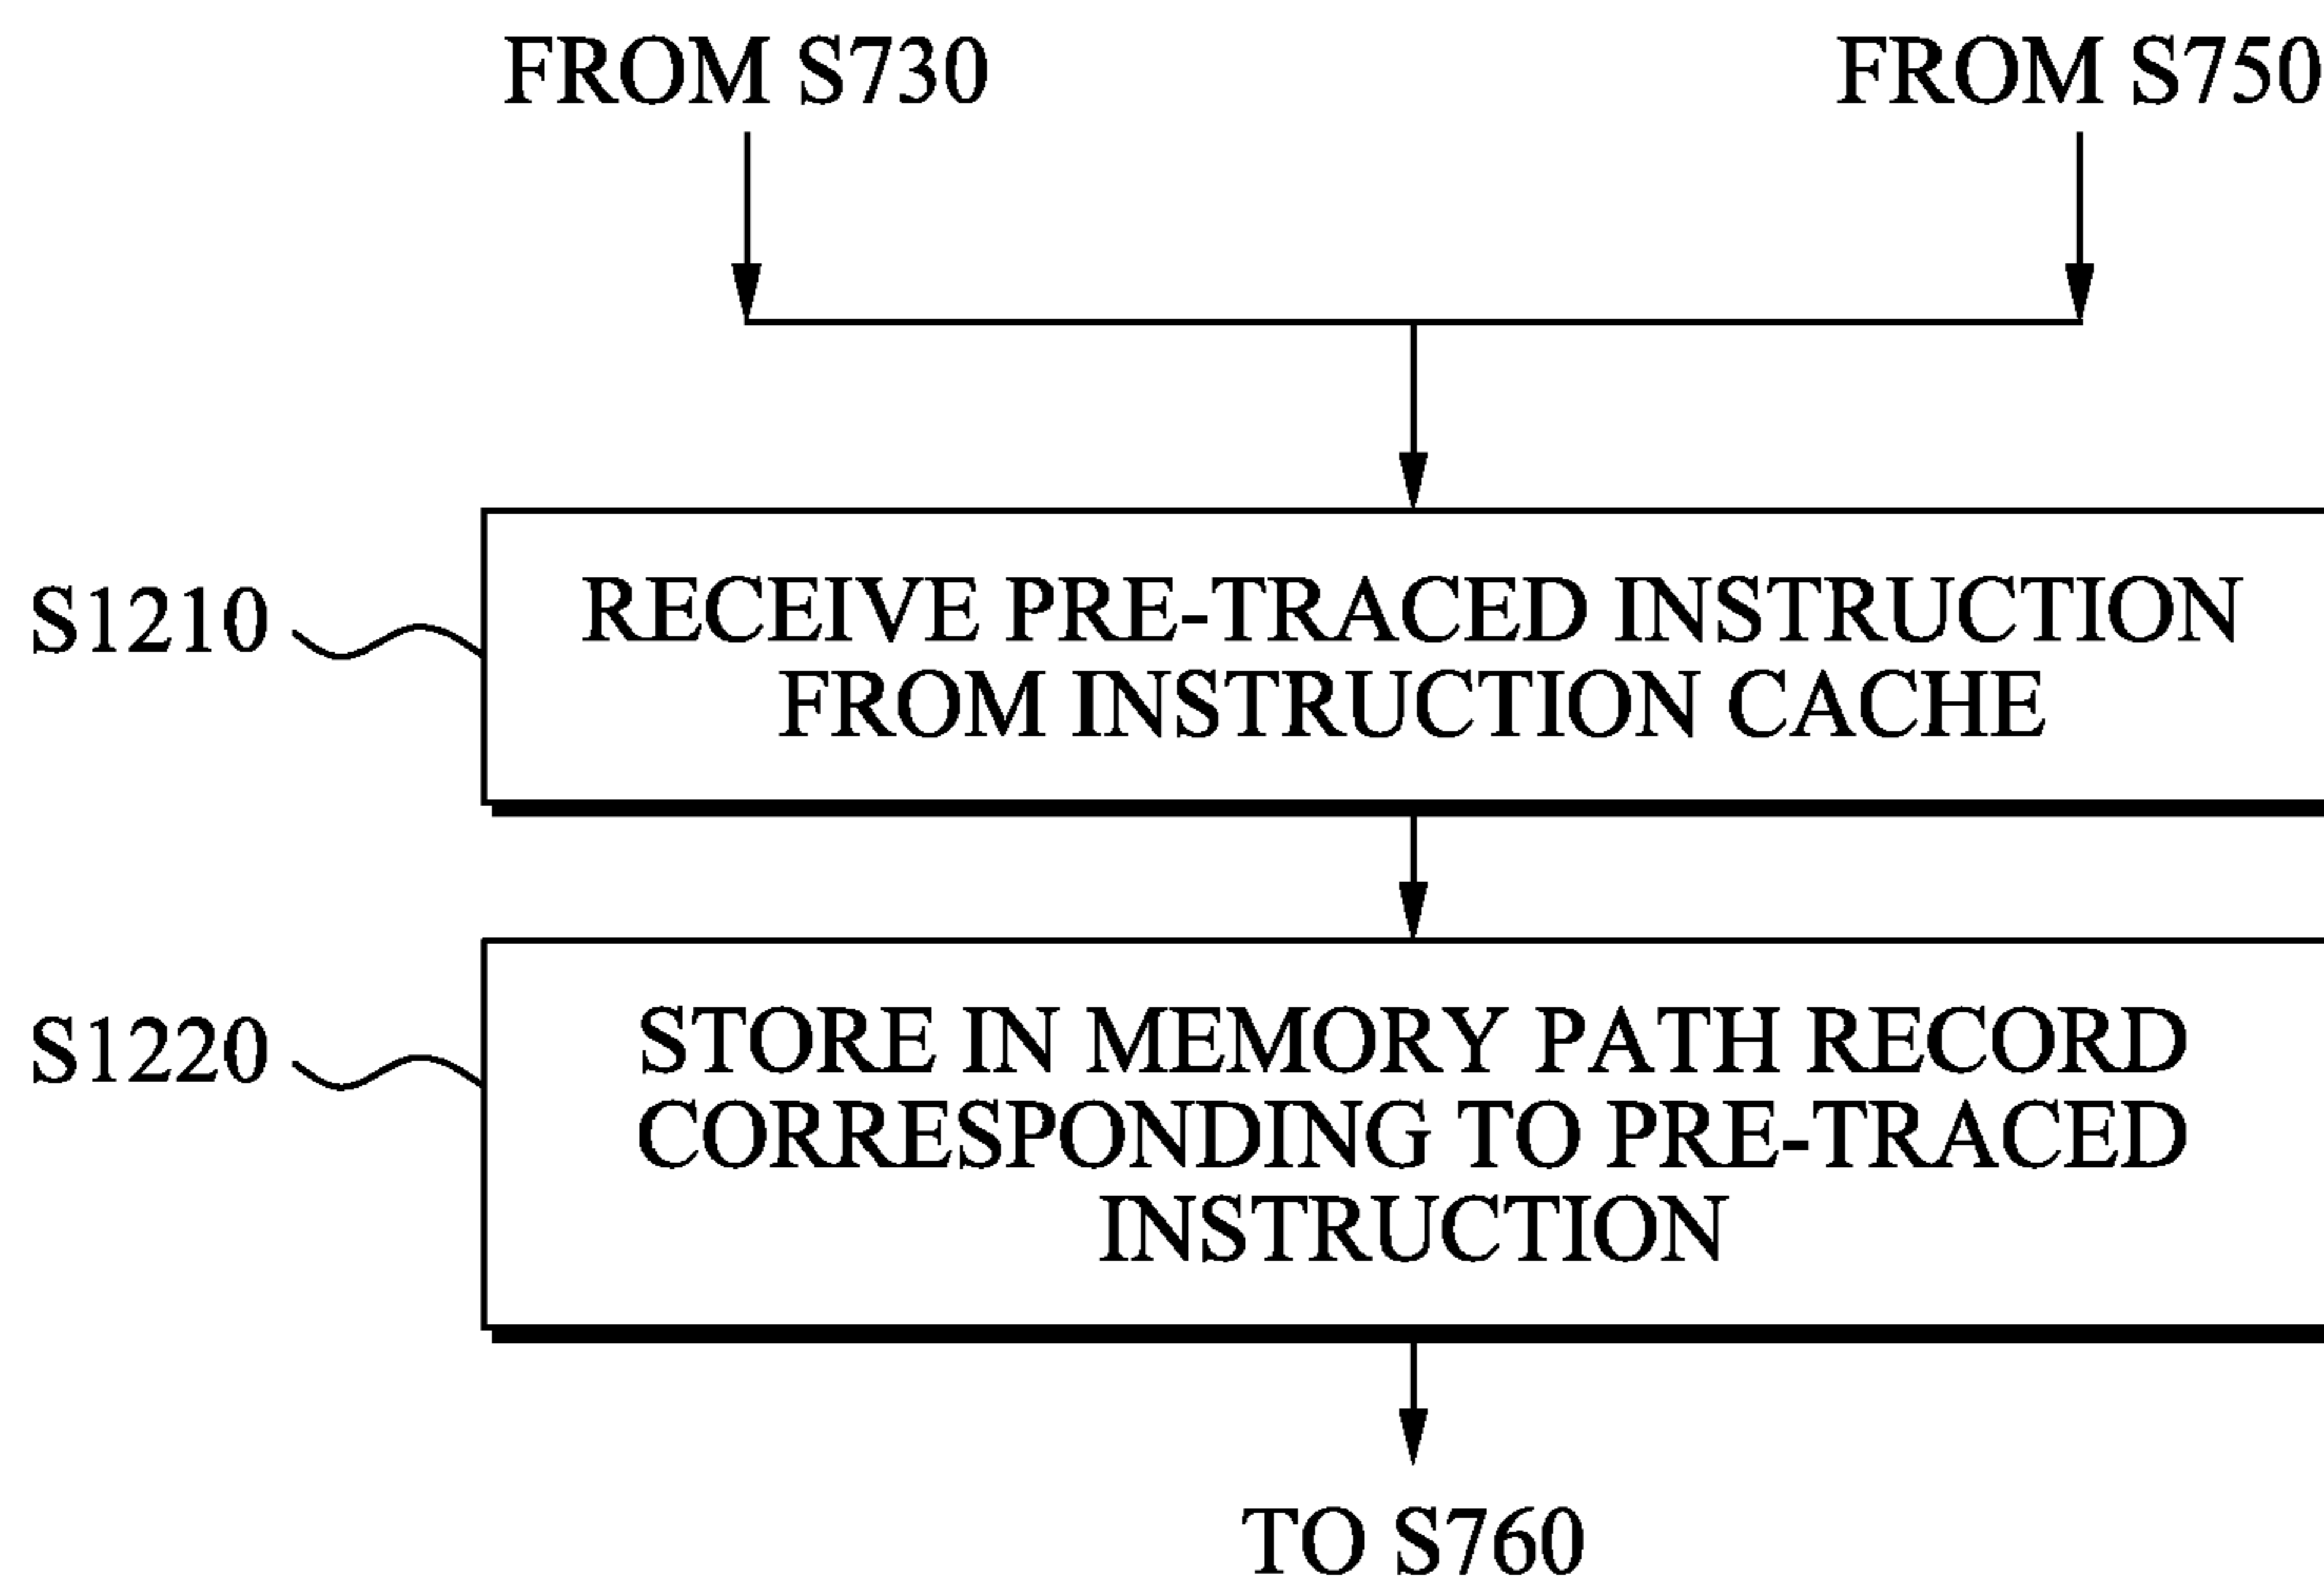 FROM S730
FROM S750
S1210
RECEIVE PRE-TRACED INSTRUCTION
FROM INSTRUCTION CACHE
S1220
STORE IN MEMORY PATH RECORD
CORRESPONDING TO PRE-TRACED
INSTRUCTION
TO S760